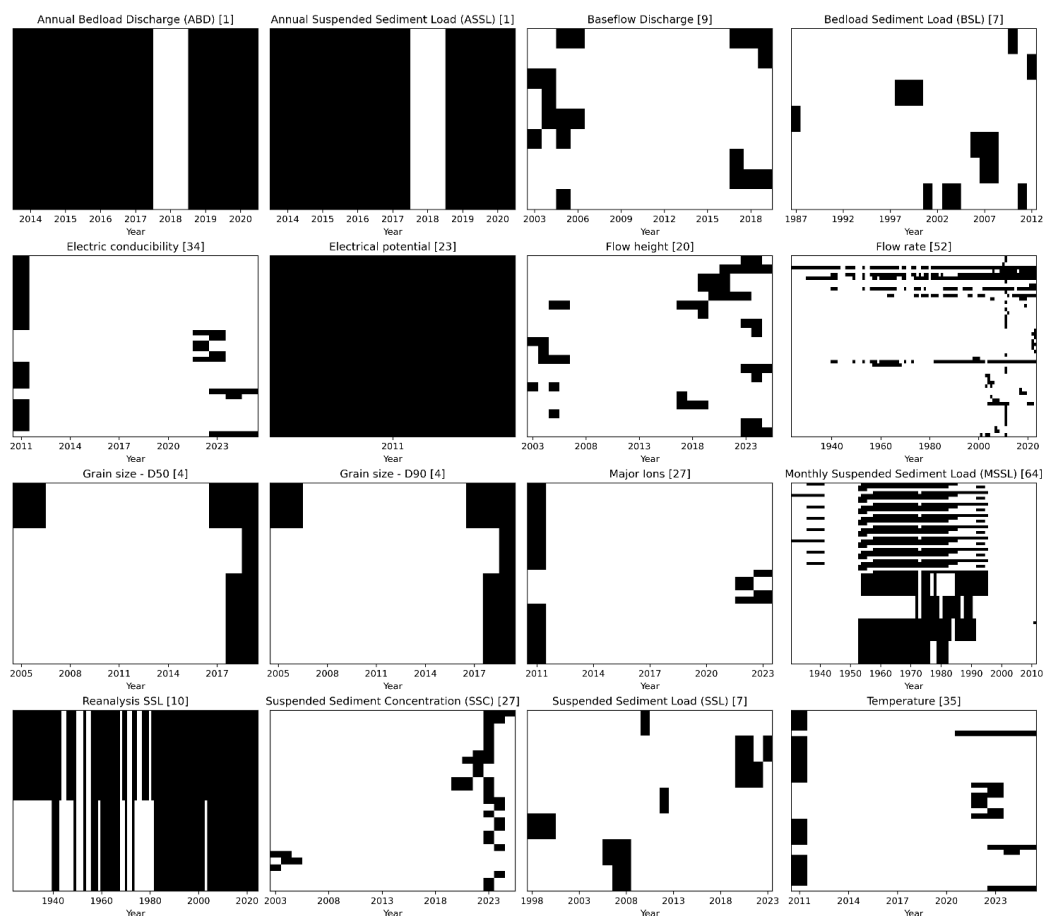 Annual Bedload Discharge (ABD) [1]
Annual Suspended Sediment Load (ASSL) [1]
Baseflow Discharge [9]
Bedload Sediment Load (BSL) [7]
2014 2015 2016 2017 2018 2019 2020
2014 2015 2016 2017 2018 2019 2020
2003 2006 2009 2012 2015 2018
1987 1992 1997 2002 2007 2012
Year
Year
Year
Year
Electric conducibility [34]
Electrical potential [23]
Flow height [20]
Flow rate [52]
2011 2014 2017 2020 2023
2011
2003 2008 2013 2018 2023
1940 1960 1980 2000 2020
Year
Year
Year
Year
Grain size - D50 [4]
Grain size - D90 [4]
Major Ions [27]
Monthly Suspended Sediment Load (MSSL) [64]
2005 2008 2011 2014 2017
2005 2008 2011 2014 2017
2011 2014 2017 2020 2023
1940 1950 1960 1970 1980 1990 2000 2010
Year
Year
Year
Year
Reanalysis SSL [10]
Suspended Sediment Concentration (SSC) [27]
Suspended Sediment Load (SSL) [7]
Temperature [35]
1940 1960 1980 2000 2020
2003 2008 2013 2018 2023
1998 2003 2008 2013 2018 2023
2011 2014 2017 2020 2023
Year
Year
Year
Year